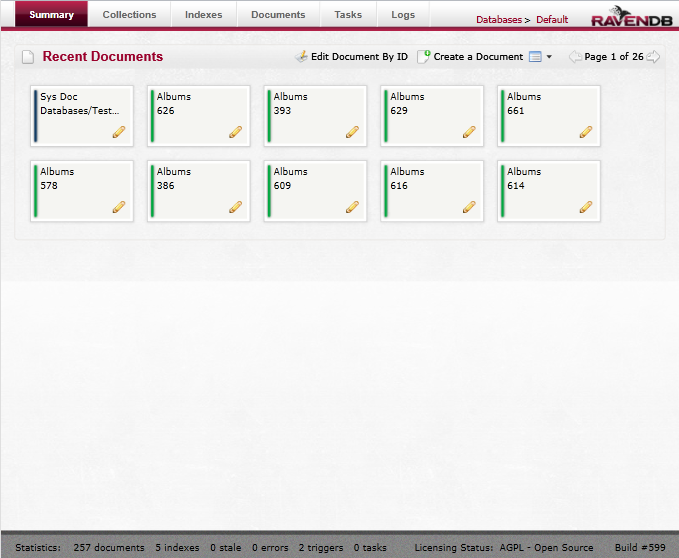 Summary Collections Indexes Documents Tasks Logs Databases > Default RAVENDB
Recent Documents Edit Document By ID Create a Document Page 1 of 26
Sys Doc Albums Albums Albums Albums
Databases/Test... 626 393 629 661
Albums Albums Albums Albums Albums
578 386 609 616 614
Statistics: 257 documents 5 indexes 0 stale 0 errors 2 triggers 0 tasks Licensing Status: AGPL - Open Source Build #599